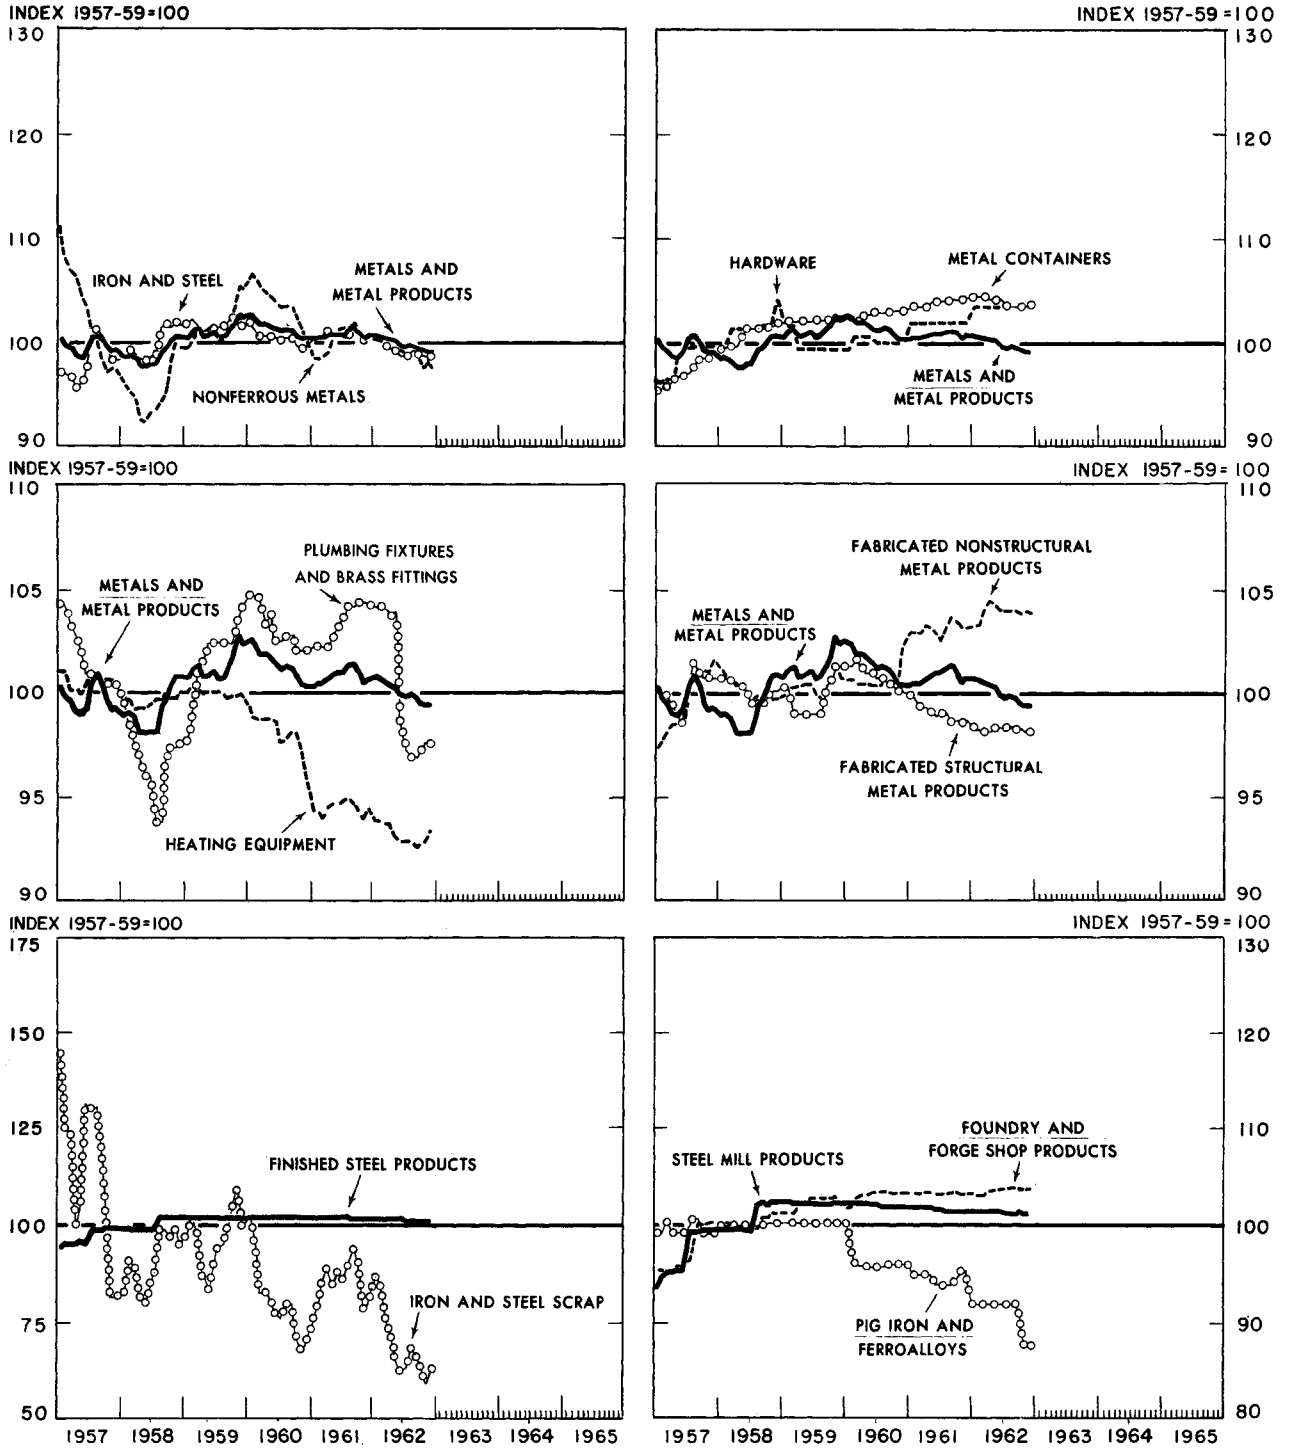 INDEX 1957-59=100
130
120
110
100
90
IRON AND STEEL
METALS AND
METAL PRODUCTS
NONFERROUS METALS
INDEX 1957-59=100
130
120
110
100
90
HARDWARE
METAL CONTAINERS
METALS AND
METAL PRODUCTS
INDEX 1957-59=100
110
105
100
95
90
PLUMBING FIXTURES
AND BRASS FITTINGS
METALS AND
METAL PRODUCTS
HEATING EQUIPMENT
INDEX 1957-59=100
110
105
100
95
90
FABRICATED NONSTRUCTURAL
METAL PRODUCTS
METALS AND
METAL PRODUCTS
FABRICATED STRUCTURAL
METAL PRODUCTS
INDEX 1957-59=100
175
150
125
100
75
50
FINISHED STEEL PRODUCTS
IRON AND STEEL SCRAP
1957 1958 1959 1960 1961 1962 1963 1964 1965
INDEX 1957-59=100
130
120
110
100
90
80
FOUNDRY AND
FORGE SHOP PRODUCTS
STEEL MILL PRODUCTS
PIG IRON AND
FERROALLOYS
1957 1958 1959 1960 1961 1962 1963 1964 1965